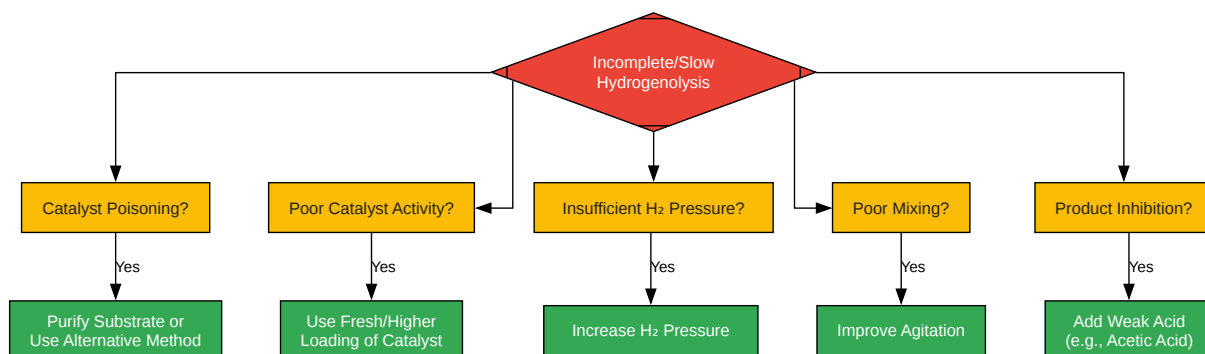 Incomplete/Slow
Hydrogenolysis
Catalyst Poisoning?
Poor Catalyst Activity?
Insufficient H₂ Pressure?
Poor Mixing?
Product Inhibition?
Yes
Yes
Yes
Yes
Yes
Purify Substrate or
Use Alternative Method
Use Fresh/Higher
Loading of Catalyst
Increase H₂ Pressure
Improve Agitation
Add Weak Acid
(e.g., Acetic Acid)